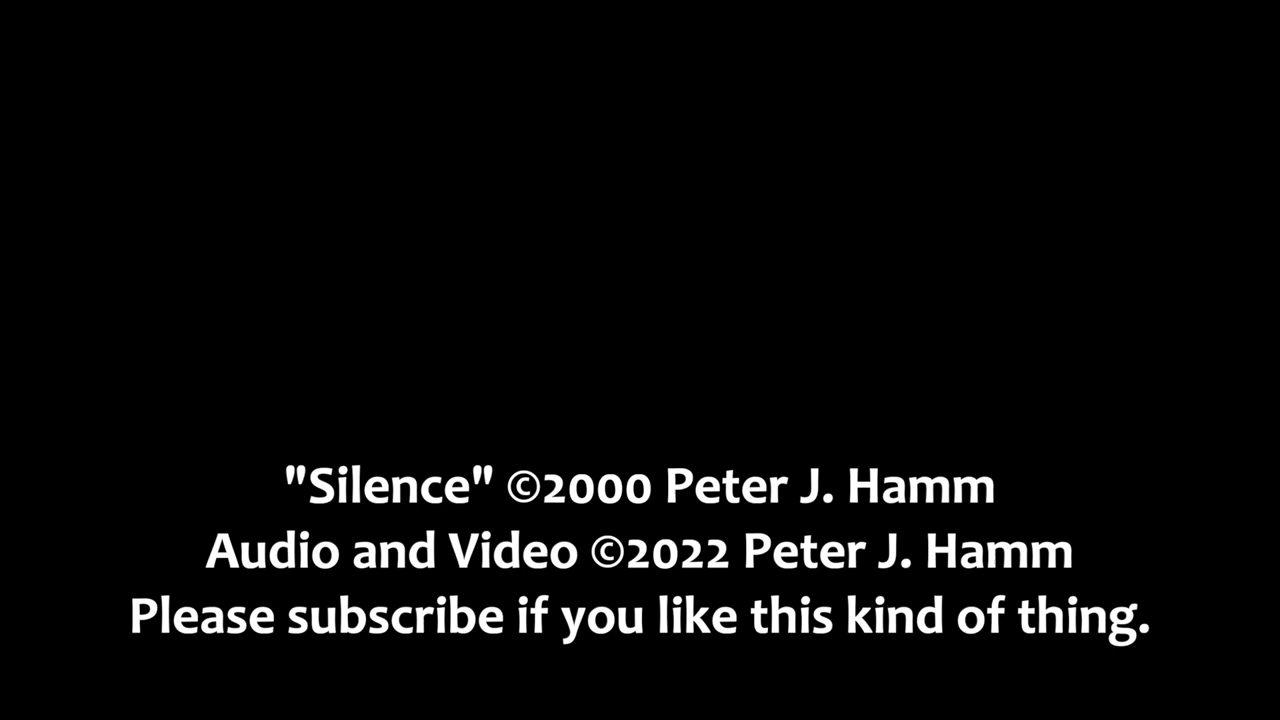 "Silence" ©2000 Peter J. Hamm
Audio and Video ©2022 Peter J. Hamm
Please subscribe if you like this kind of thing.